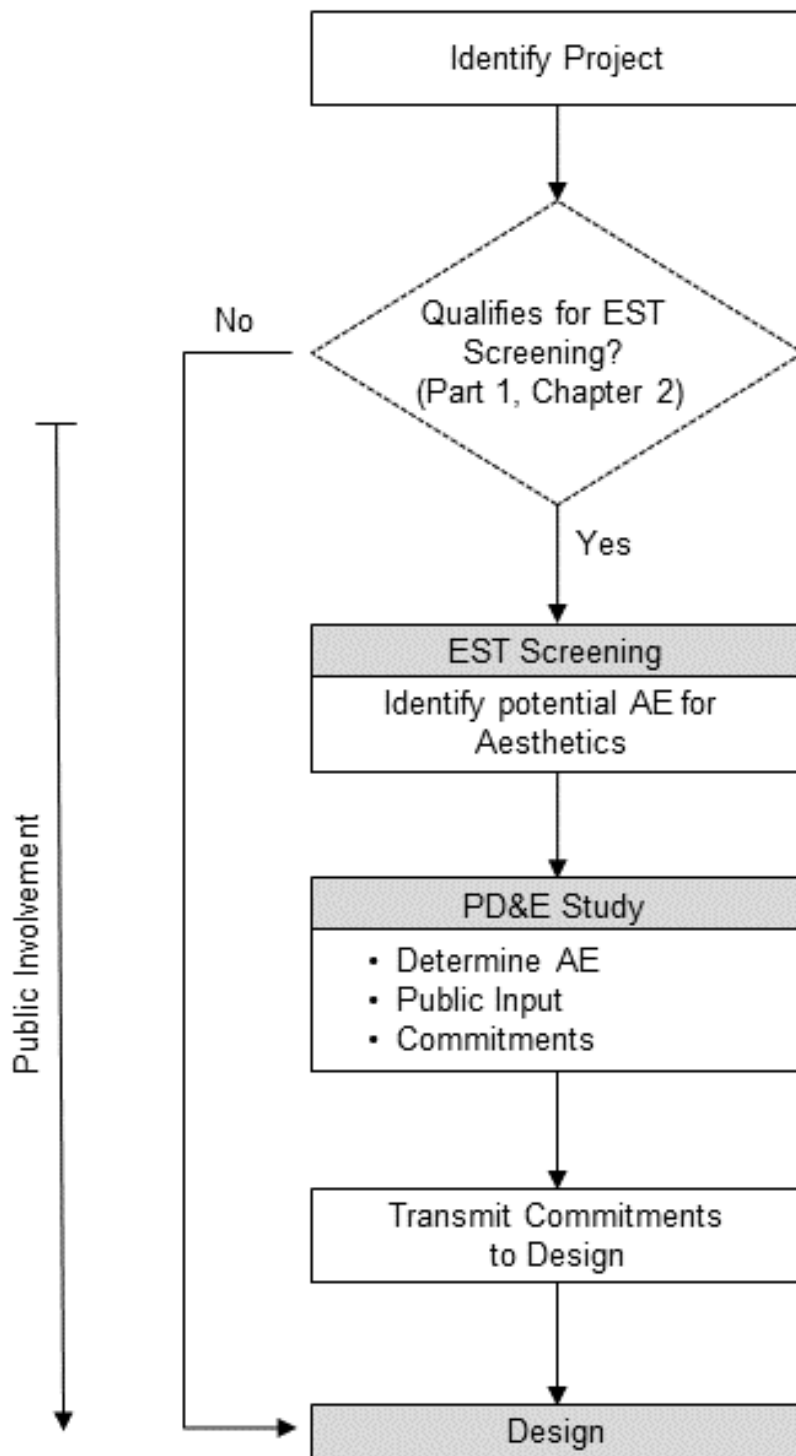 Identify Project
Qualifies for EST
Screening?
(Part 1, Chapter 2)
No
Yes
EST Screening
Identify potential AE for
Aesthetics
PD&E Study
• Determine AE
• Public Input
• Commitments
Public Involvement
Transmit Commitments
to Design
Design